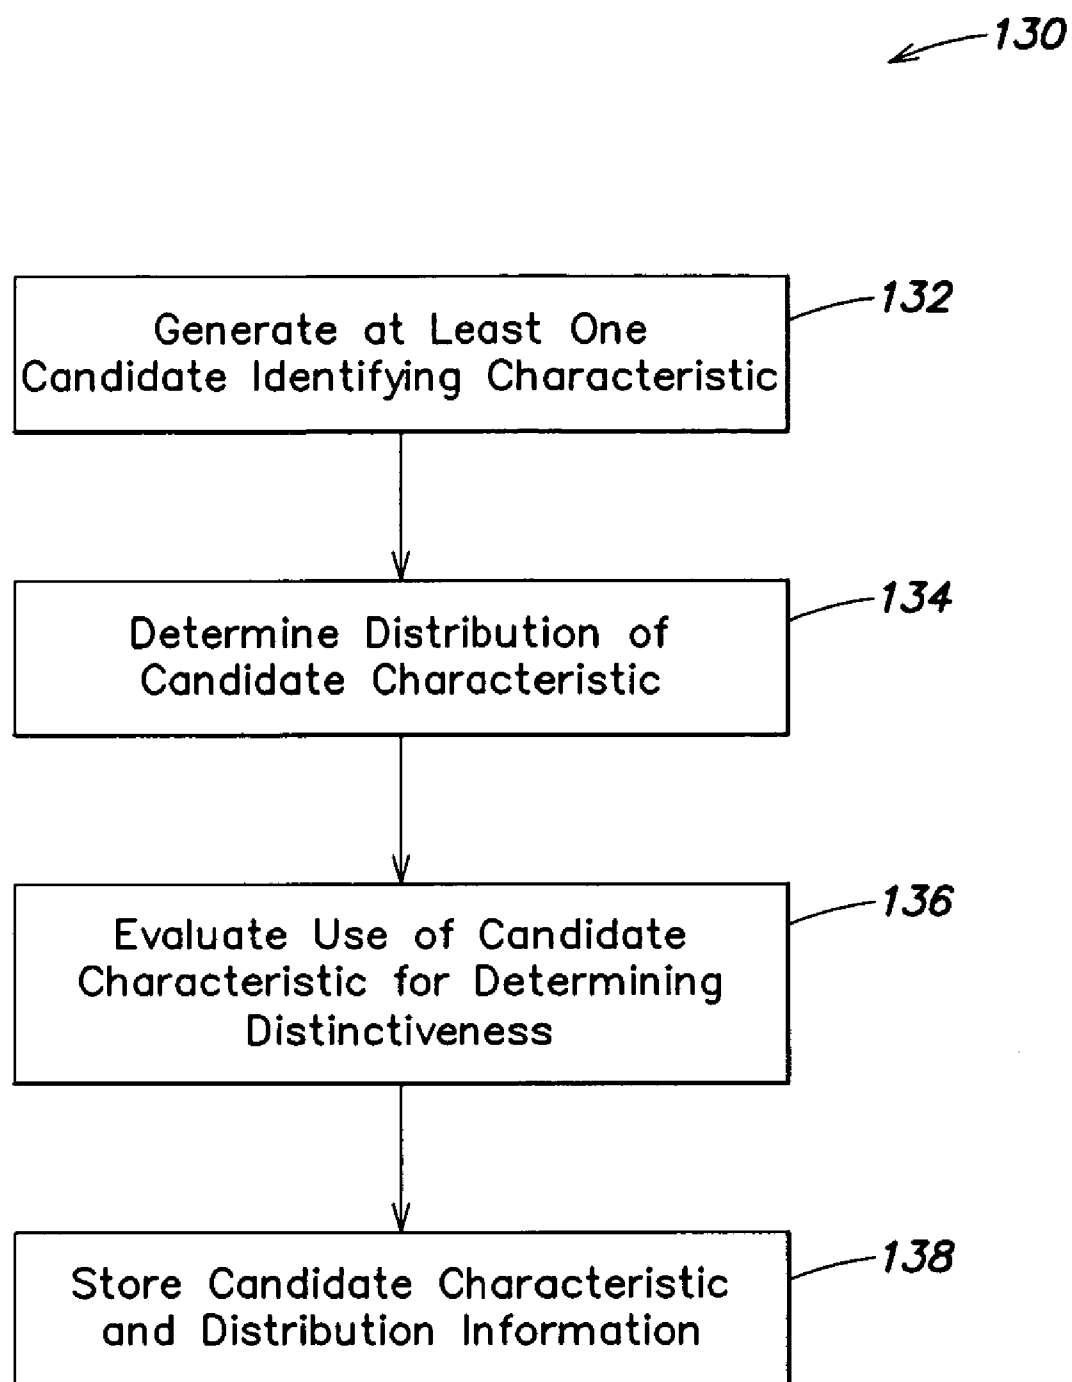 130
Generate at Least One
Candidate Identifying Characteristic
132
Determine Distribution of
Candidate Characteristic
134
Evaluate Use of Candidate
Characteristic for Determining
Distinctiveness
136
Store Candidate Characteristic
and Distribution Information
138